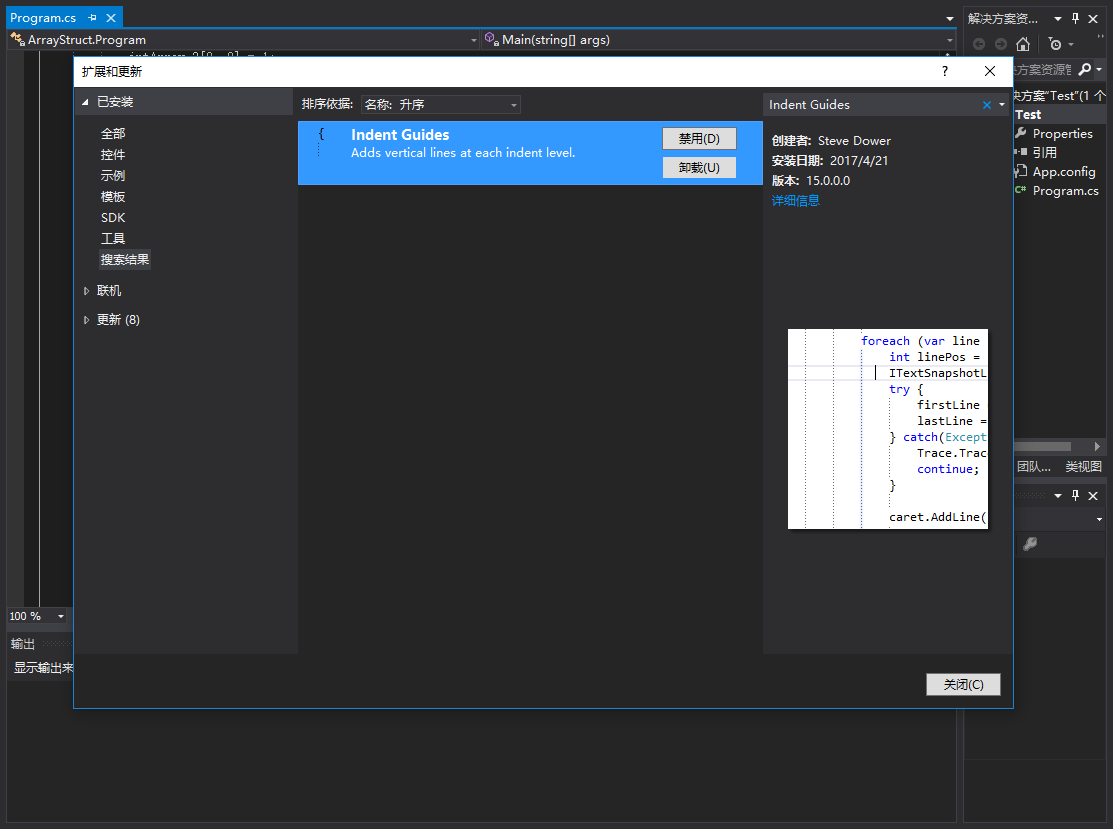 Program.cs
解决方案资...
ArrayStruct.Program
Main(string[] args)
扩展和更新
?
已安装
排序依据: 名称: 升序
Indent Guides
全部
控件
示例
模板
SDK
工具
搜索结果
联机
更新 (8)
{
Indent Guides
Adds vertical lines at each indent level.
禁用(D)
卸载(U)
创建者: Steve Dower
安装日期: 2017/4/21
版本: 15.0.0.0
详细信息
foreach (var line
int linePos =
ITextSnapshotL
try {
firstLine
lastLine =
} catch(Except
Trace.Trac
continue;
}
caret.AddLine(
关闭(C)
方案资源管
决方案"Test"(1 个
Test
Properties
引用
App.config
C# Program.cs
团队...
类视图
100 %
输出
显示输出来